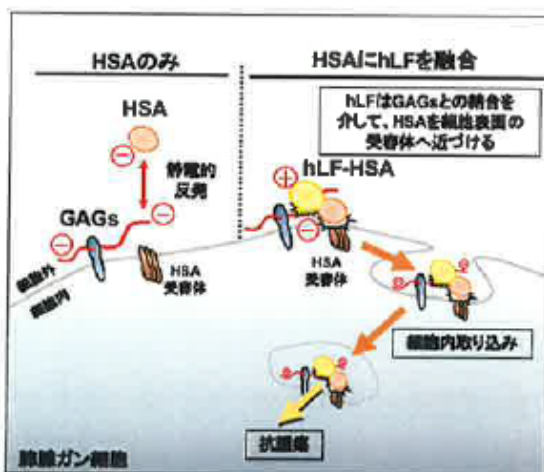 HSAのみ
HSAにhLFを融合
HSA
静電的
反発
GAGs
HSA
受容体
細胞外
細胞内
hLFはGAGsとの結合を
介して、HSAを細胞表面の
受容体へ近づける
hLF-HSA
HSA
受容体
細胞内取り込み
抗腫瘍
肺腺ガン細胞